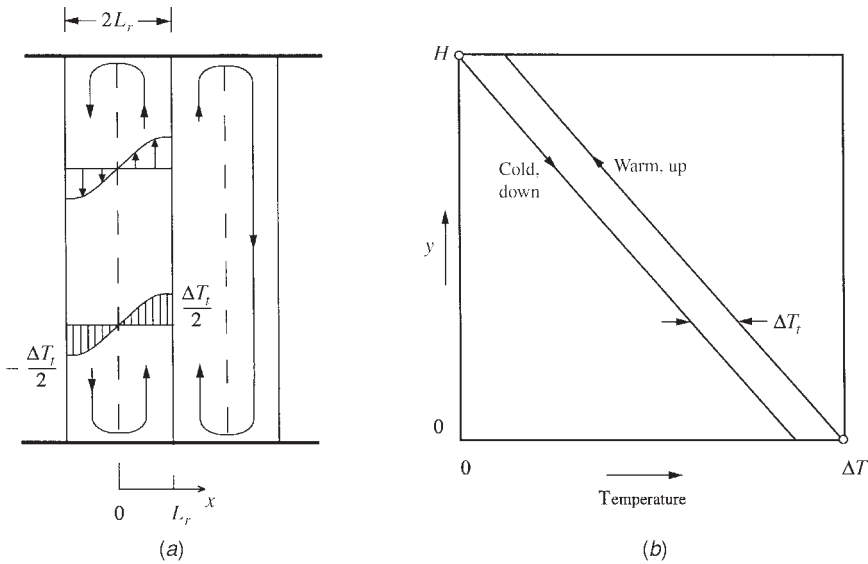 2L_r
ΔT_t
2
− ΔT_t
2
0
L_r
x
(a)
H
Cold,
down
Warm, up
y
ΔT_t
0
0
ΔT
Temperature
(b)